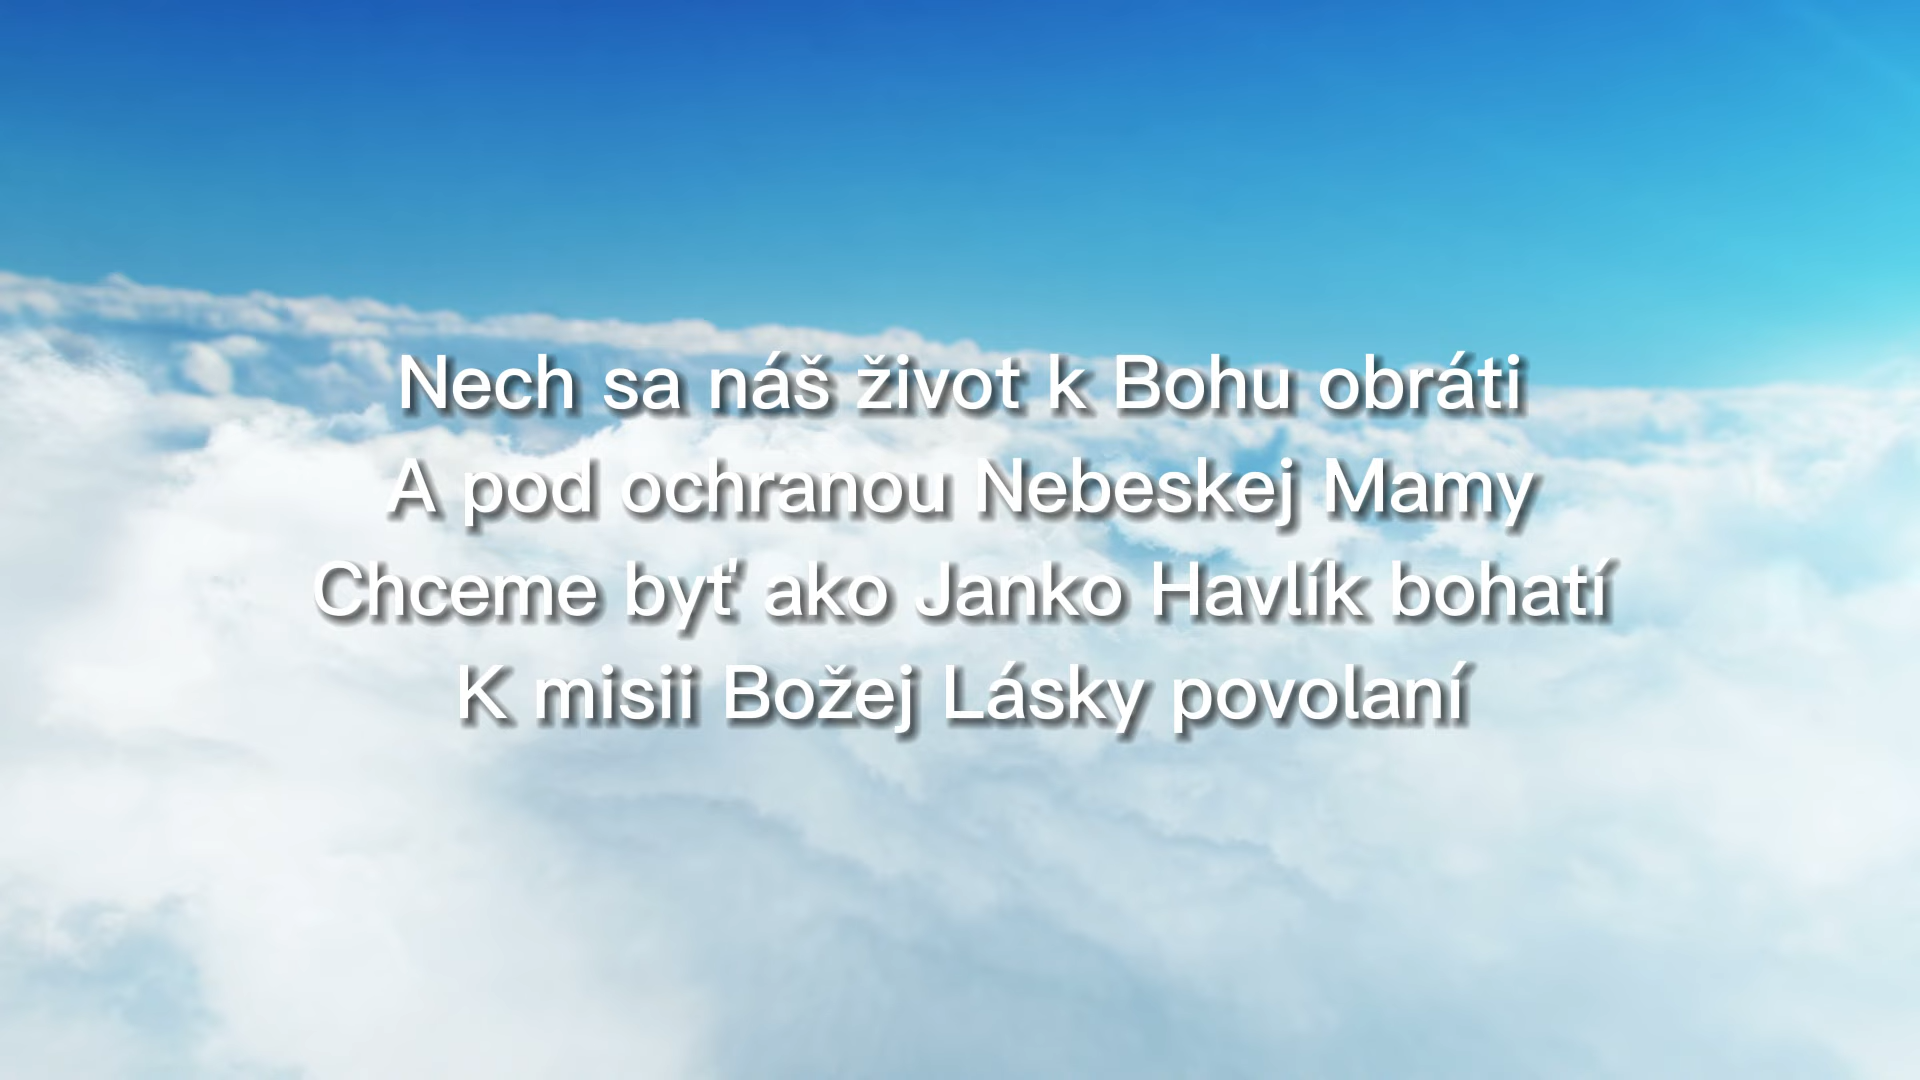 Nech sa náš život k Bohu obráti
A pod ochranou Nebeskej Mamy
Chceme byť ako Janko Havlík bohatí
K misii Božej Lásky povolaní